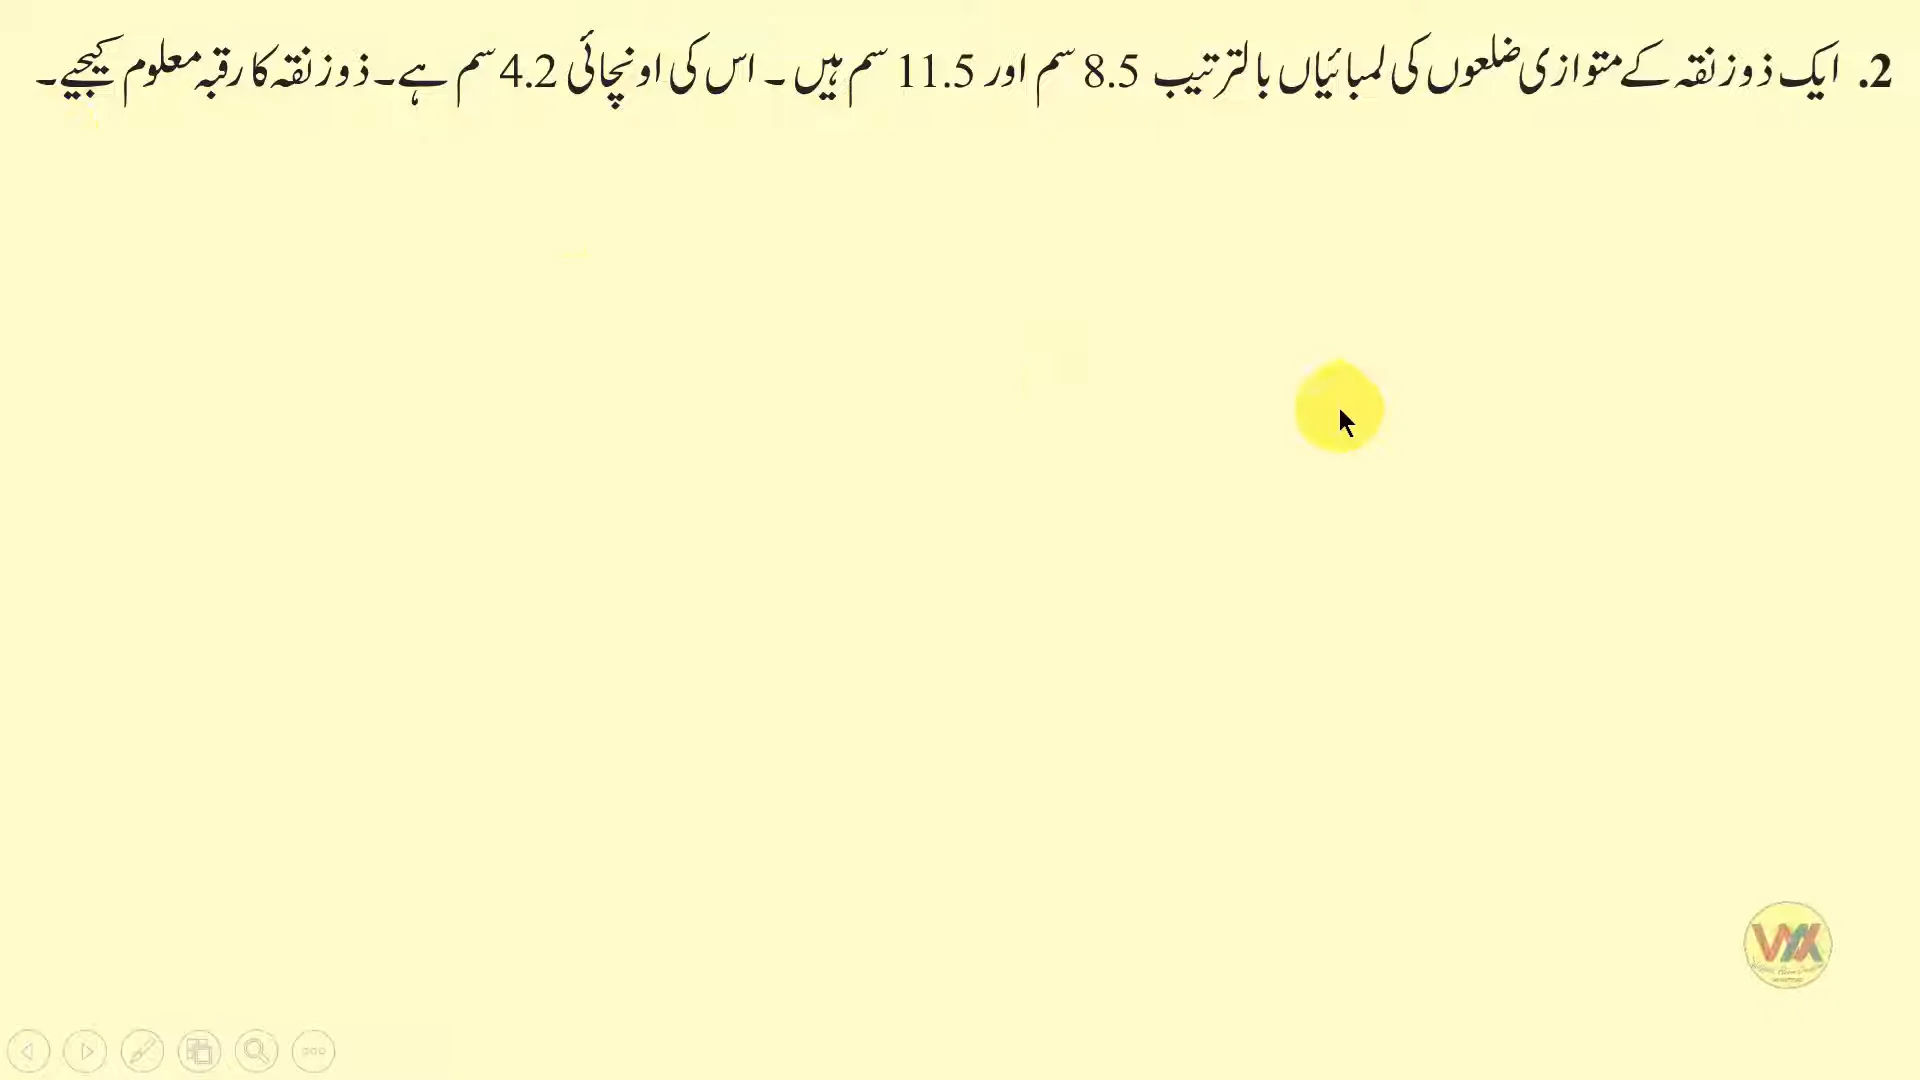 2. ایک ذوزنقہ کے متوازی ضلعوں کی لمبائیاں بالترتیب 8.5 سم اور 11.5 سم ہیں ۔ اس کی اونچائی 4.2 سم ہے۔ ذوزنقہ کا رقبہ معلوم کیجیے۔